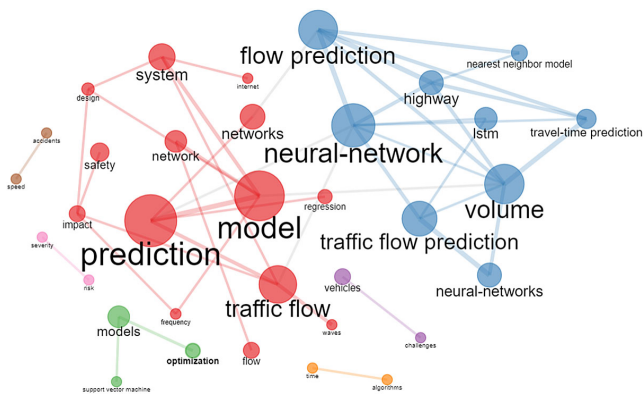 flow prediction
nearest neighbor model
system
internet
design
highway
networks
lstm
travel-time prediction
accidents
network
neural-network
safety
speed
regression
volume
impact
model
traffic flow prediction
severity
prediction
risk
vehicles
neural-networks
traffic flow
frequency
models
waves
challenges
optimization
flow
time
algorithms
support vector machine